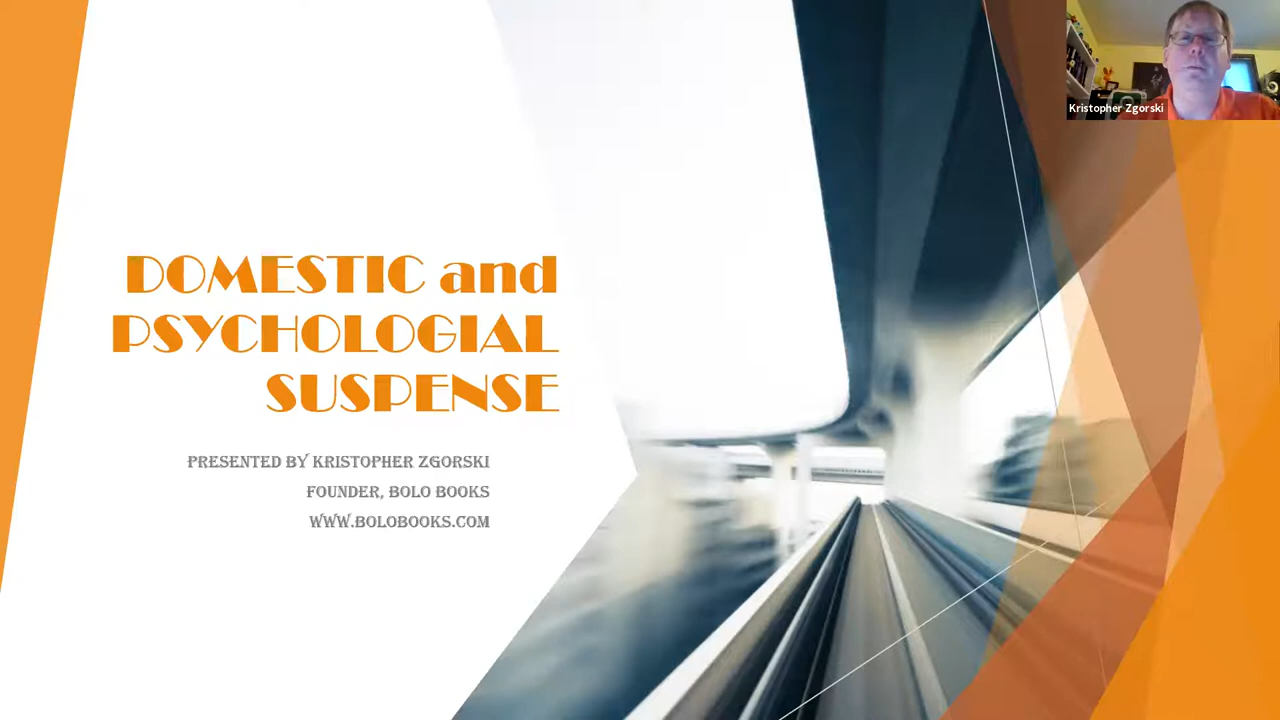 Kristopher Zgorski
DOMESTIC and
PSYCHOLOGIAL
SUSPENSE
PRESENTED BY KRISTOPHER ZGORSKI
FOUNDER, BOLO BOOKS
WWW.BOLOBOOKS.COM